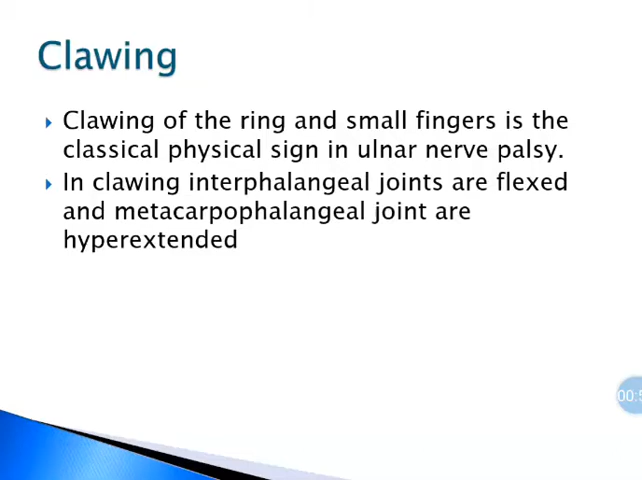 Clawing
Clawing of the ring and small fingers is the
classical physical sign in ulnar nerve palsy.
In clawing interphalangeal joints are flexed
and metacarpophalangeal joint are
hyperextended